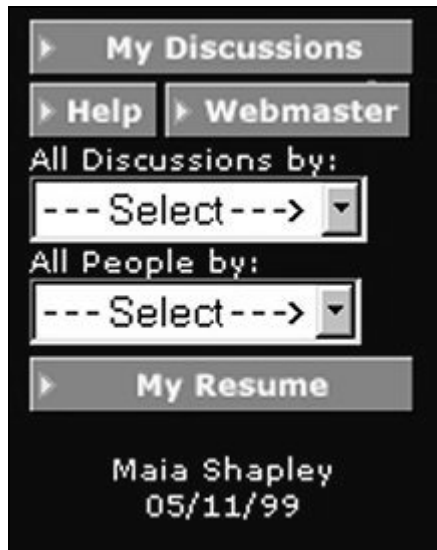 My Discussions
Help Webmaster
All Discussions by:
---Select--->
All People by:
---Select--->
My Resume
Maia Shapley
05/11/99